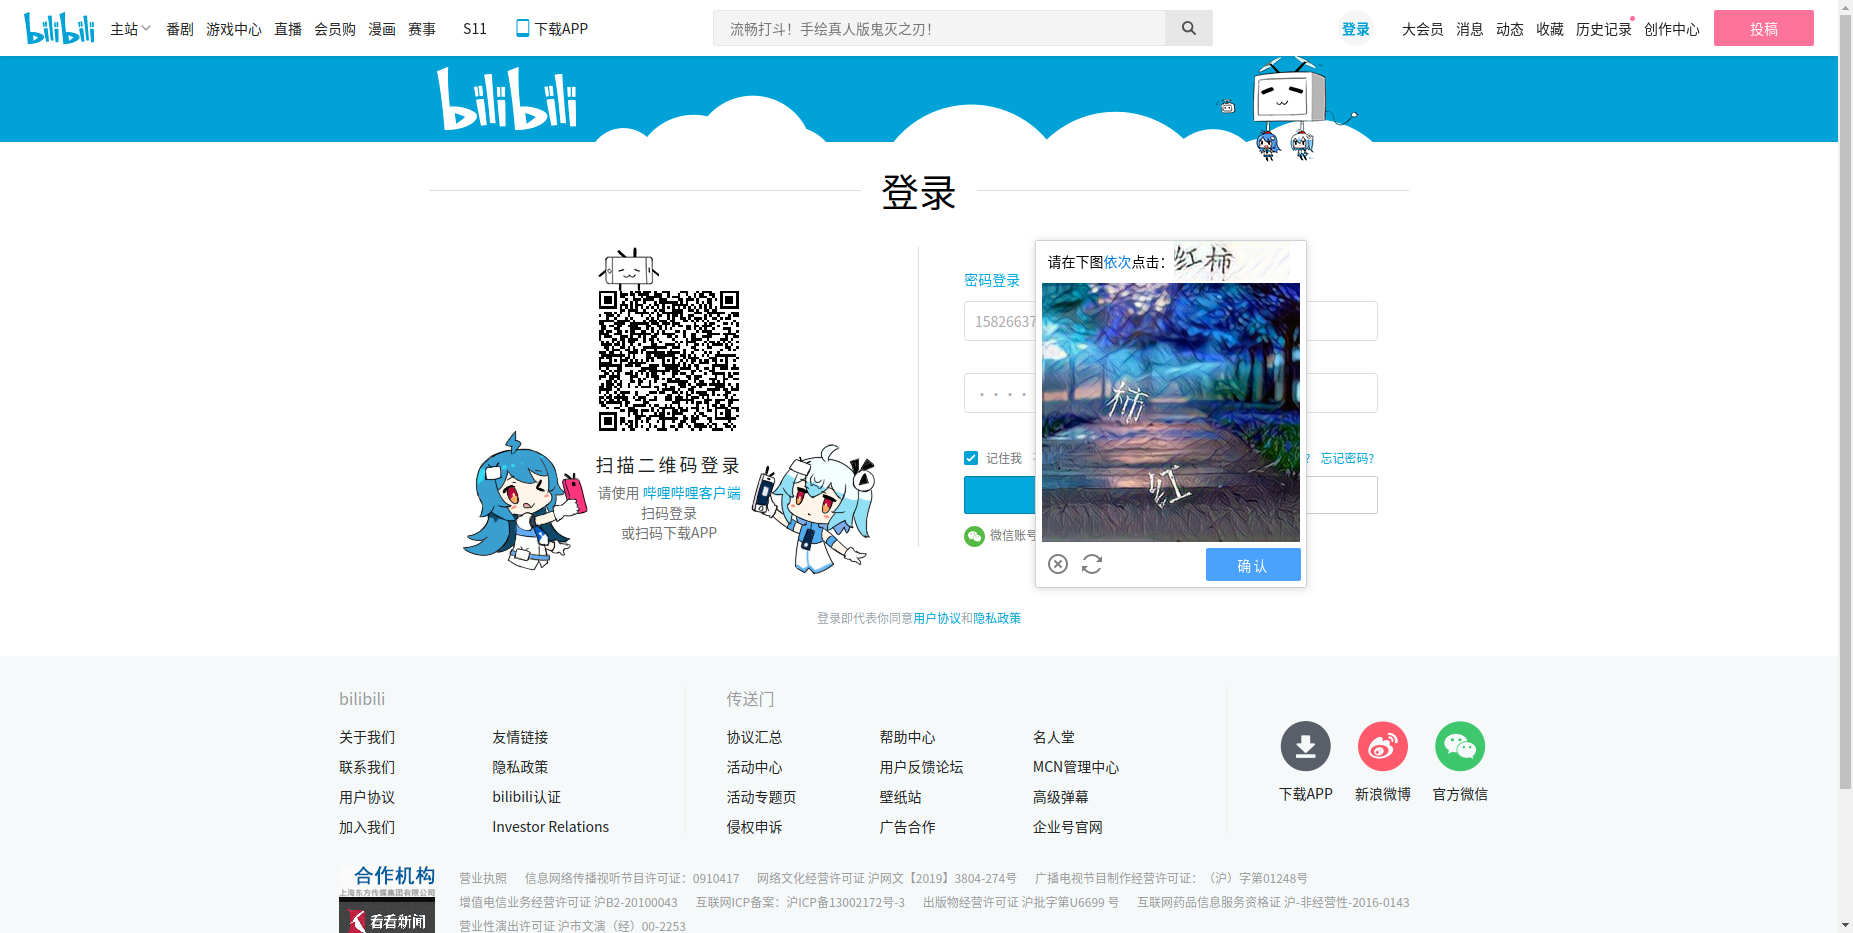 bilibili 主站 番剧 游戏中心 直播 会员购 漫画 赛事 S11 下载APP 流畅打斗！手绘真人版鬼灭之刃！ 登录 大会员 消息 动态 收藏 历史记录 创作中心 投稿
bilibili
登录
请在下图依次点击：红柿
密码登录
15826637
柿
记住我
? 忘记密码?
扫描二维码登录
红
请使用 哔哩哔哩客户端
扫码登录
或扫码下载APP
微信账号
确认
登录即代表你同意用户协议和隐私政策
bilibili 传送门
关于我们 友情链接 协议汇总 帮助中心 名人堂
联系我们 隐私政策 活动中心 用户反馈论坛 MCN管理中心
用户协议 bilibili认证 活动专题页 壁纸站 高级弹幕
下载APP 新浪微博 官方微信
加入我们 Investor Relations 侵权申诉 广告合作 企业号官网
合作机构
上海东方传媒集团有限公司
看看新闻
营业执照 信息网络传播视听节目许可证：0910417 网络文化经营许可证 沪网文【2019】3804-274号 广播电视节目制作经营许可证：（沪）字第01248号
增值电信业务经营许可证 沪B2-20100043 互联网ICP备案：沪ICP备13002172号-3 出版物经营许可证 沪批字第U6699 号 互联网药品信息服务资格证 沪-非经营性-2016-0143
营业性演出许可证 沪市文演（经）00-2253